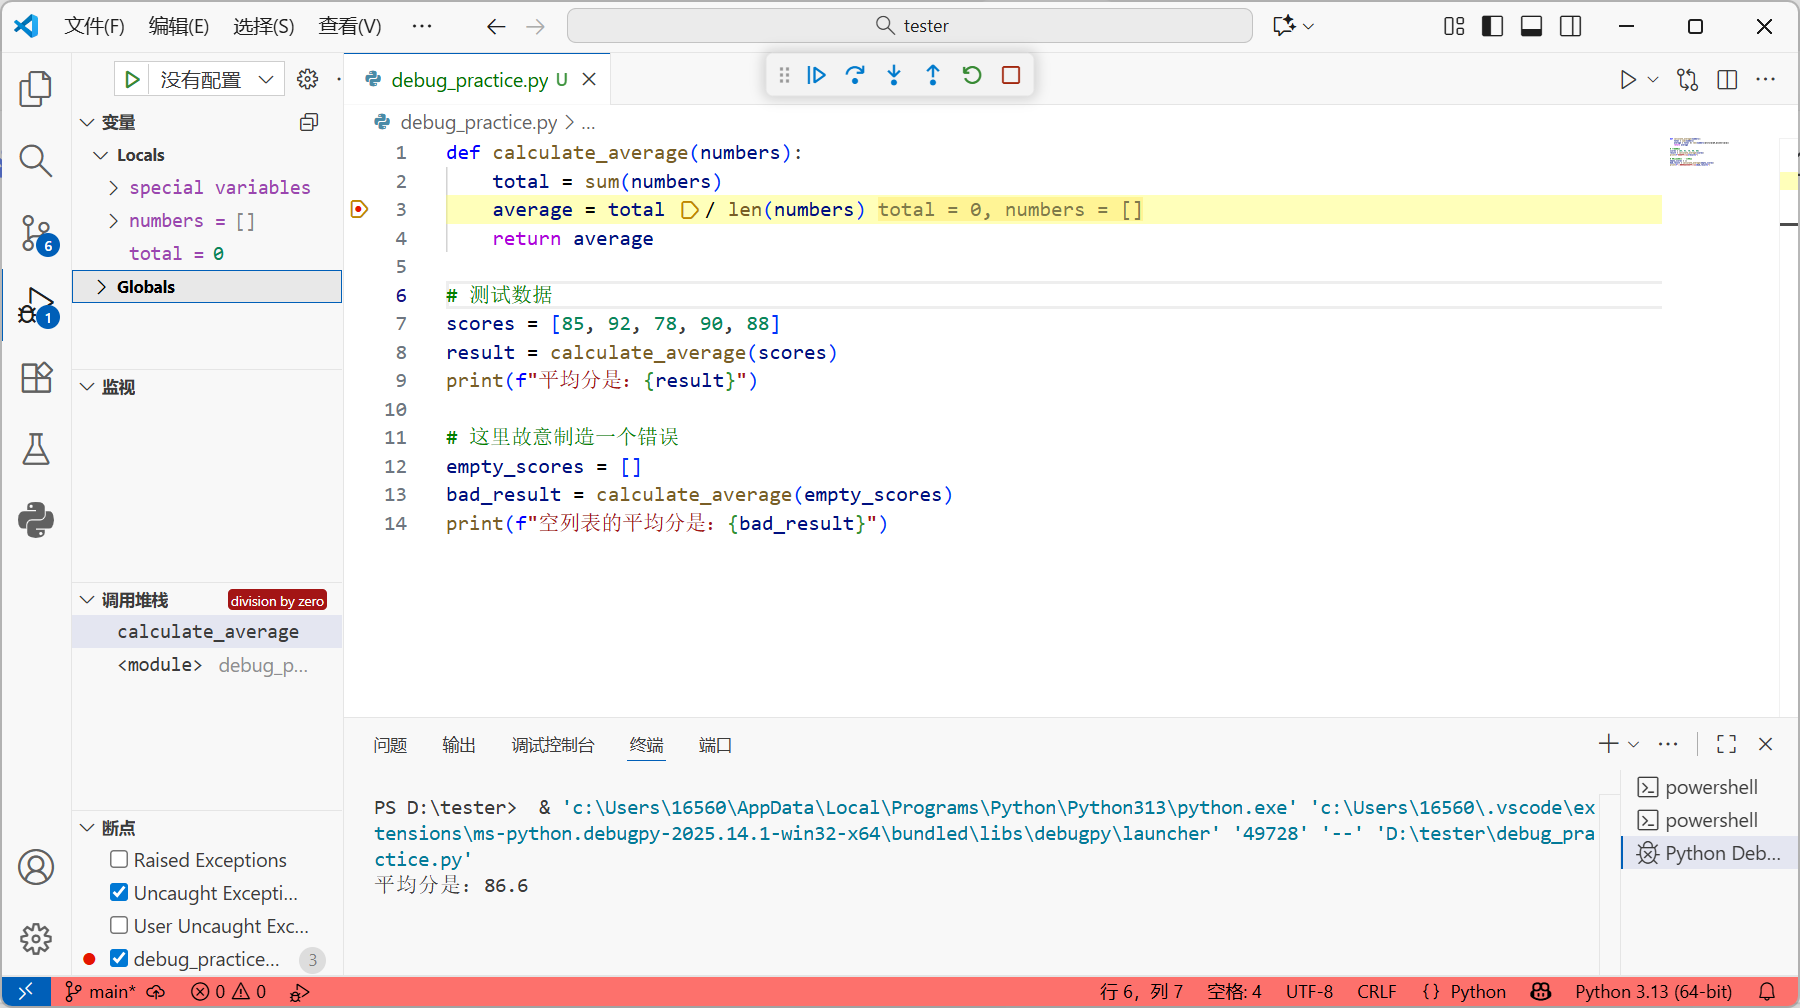 文件(F) 编辑(E) 选择(S) 查看(V) ··· tester
没有配置
debug_practice.py U
变量
debug_practice.py > ...
Locals
special variables
numbers = []
total = 0
Globals
监视
调用堆栈 division by zero
calculate_average
<module> debug_p...
断点
Raised Exceptions
Uncaught Excepti...
User Uncaught Exc...
debug_practice... 3
6
1
1 def calculate_average(numbers):
2 total = sum(numbers)
3 average = total / len(numbers) total = 0, numbers = []
4 return average
5
6 # 测试数据
7 scores = [85, 92, 78, 90, 88]
8 result = calculate_average(scores)
9 print(f"平均分是：{result}")
10
11 # 这里故意制造一个错误
12 empty_scores = []
13 bad_result = calculate_average(empty_scores)
14 print(f"空列表的平均分是：{bad_result}")
问题 输出 调试控制台 终端 端口
PS D:\tester> & 'c:\Users\16560\AppData\Local\Programs\Python\Python313\python.exe' 'c:\Users\16560\.vscode\ex
tensions\ms-python.debugpy-2025.14.1-win32-x64\bundled\libs\debugpy\launcher' '49728' '--' 'D:\tester\debug_pra
ctice.py'
平均分是：86.6
powershell
powershell
Python Deb...
main* 0 0 行 6，列 7 空格: 4 UTF-8 CRLF {} Python Python 3.13 (64-bit)